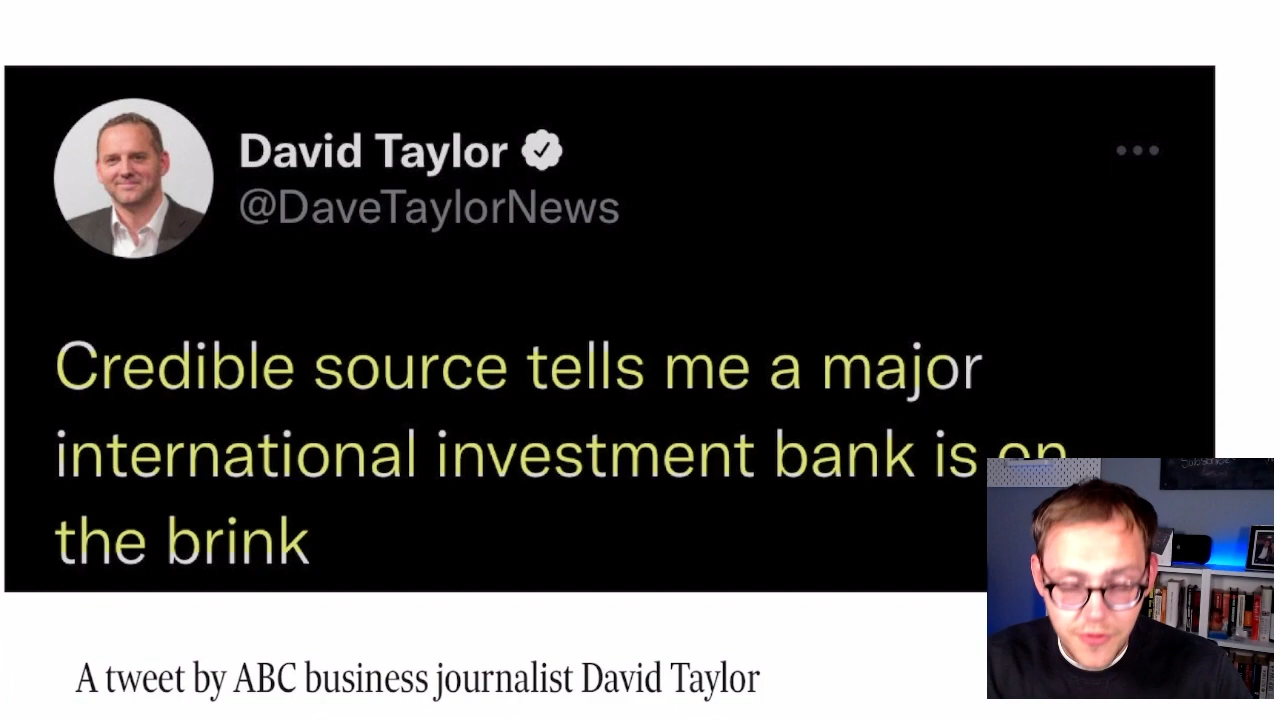 David Taylor
@DaveTaylorNews
Credible source tells me a major
international investment bank is on
the brink
A tweet by ABC business journalist David Taylor